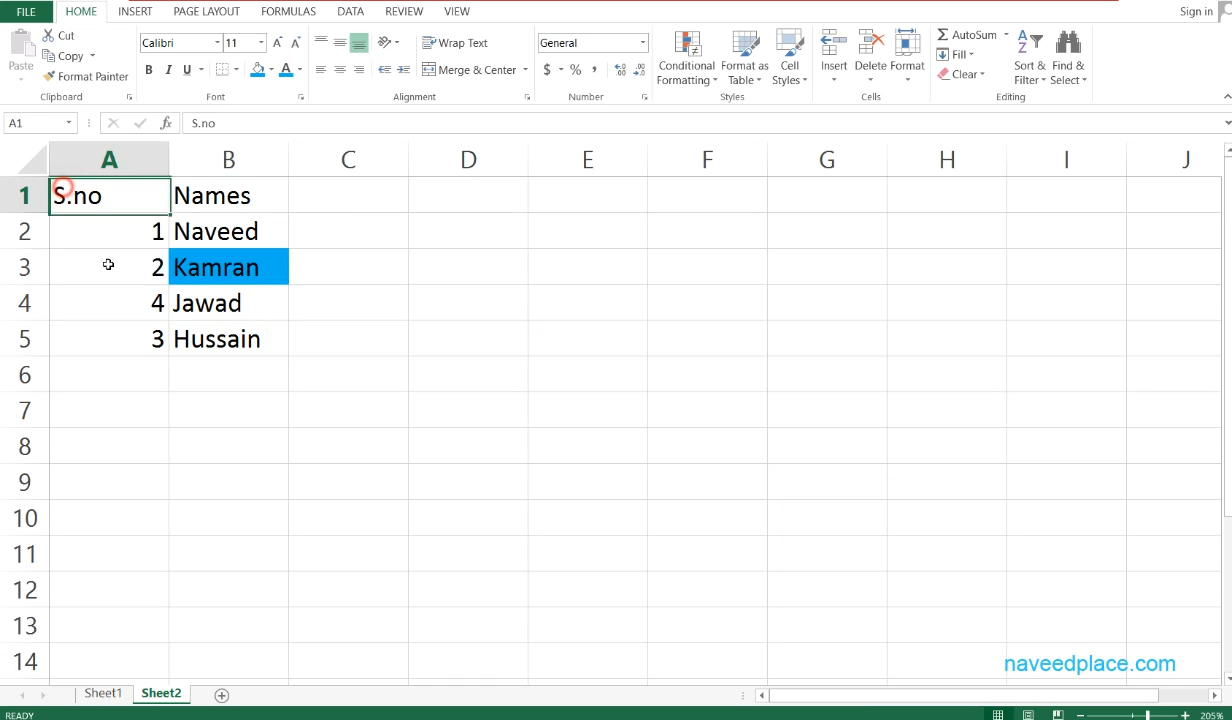 FILE HOME INSERT PAGE LAYOUT FORMULAS DATA REVIEW VIEW Sign in
Paste
Cut
Copy
Format Painter
Clipboard
Calibri 11
B I U A
Font
Wrap Text
Merge & Center
Alignment
General
$ % ,
Number
Conditional Formatting
Format as Table
Cell Styles
Styles
Insert Delete Format
Cells
AutoSum
Fill
Clear
Sort & Filter
Find & Select
Editing
A1 fx S.no
A B C D E F G H I J
1 S.no Names
2 1 Naveed
3 2 Kamran
4 4 Jawad
5 3 Hussain
6
7
8
9
10
11
12
13
14
naveedplace.com
Sheet1 Sheet2
READY 205%